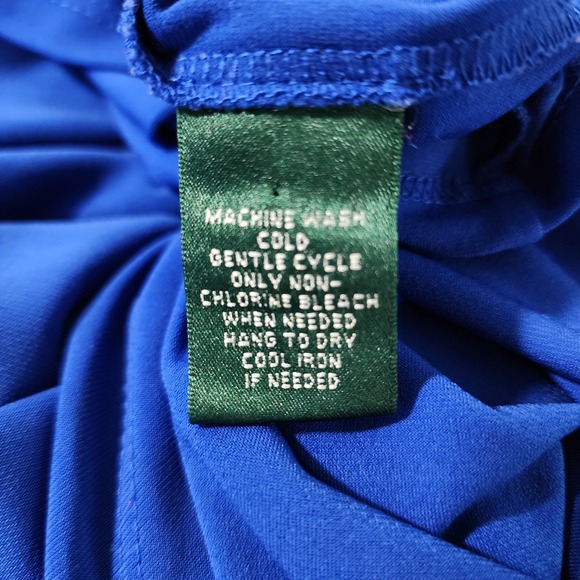 MACHINE WASH
COLD
GENTLE CYCLE
ONLY NON-
CHLORINE BLEACH
WHEN NEEDED
HANG TO DRY
COOL IRON
IF NEEDED